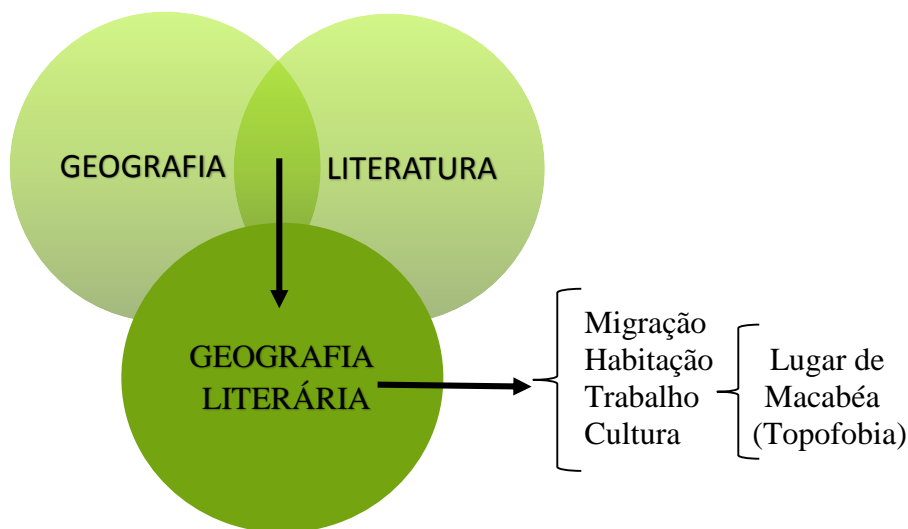 GEOGRAFIA
LITERATURA
GEOGRAFIA
LITERÁRIA
Migração
Habitação
Trabalho
Cultura
Lugar de
Macabéa
(Topofobia)